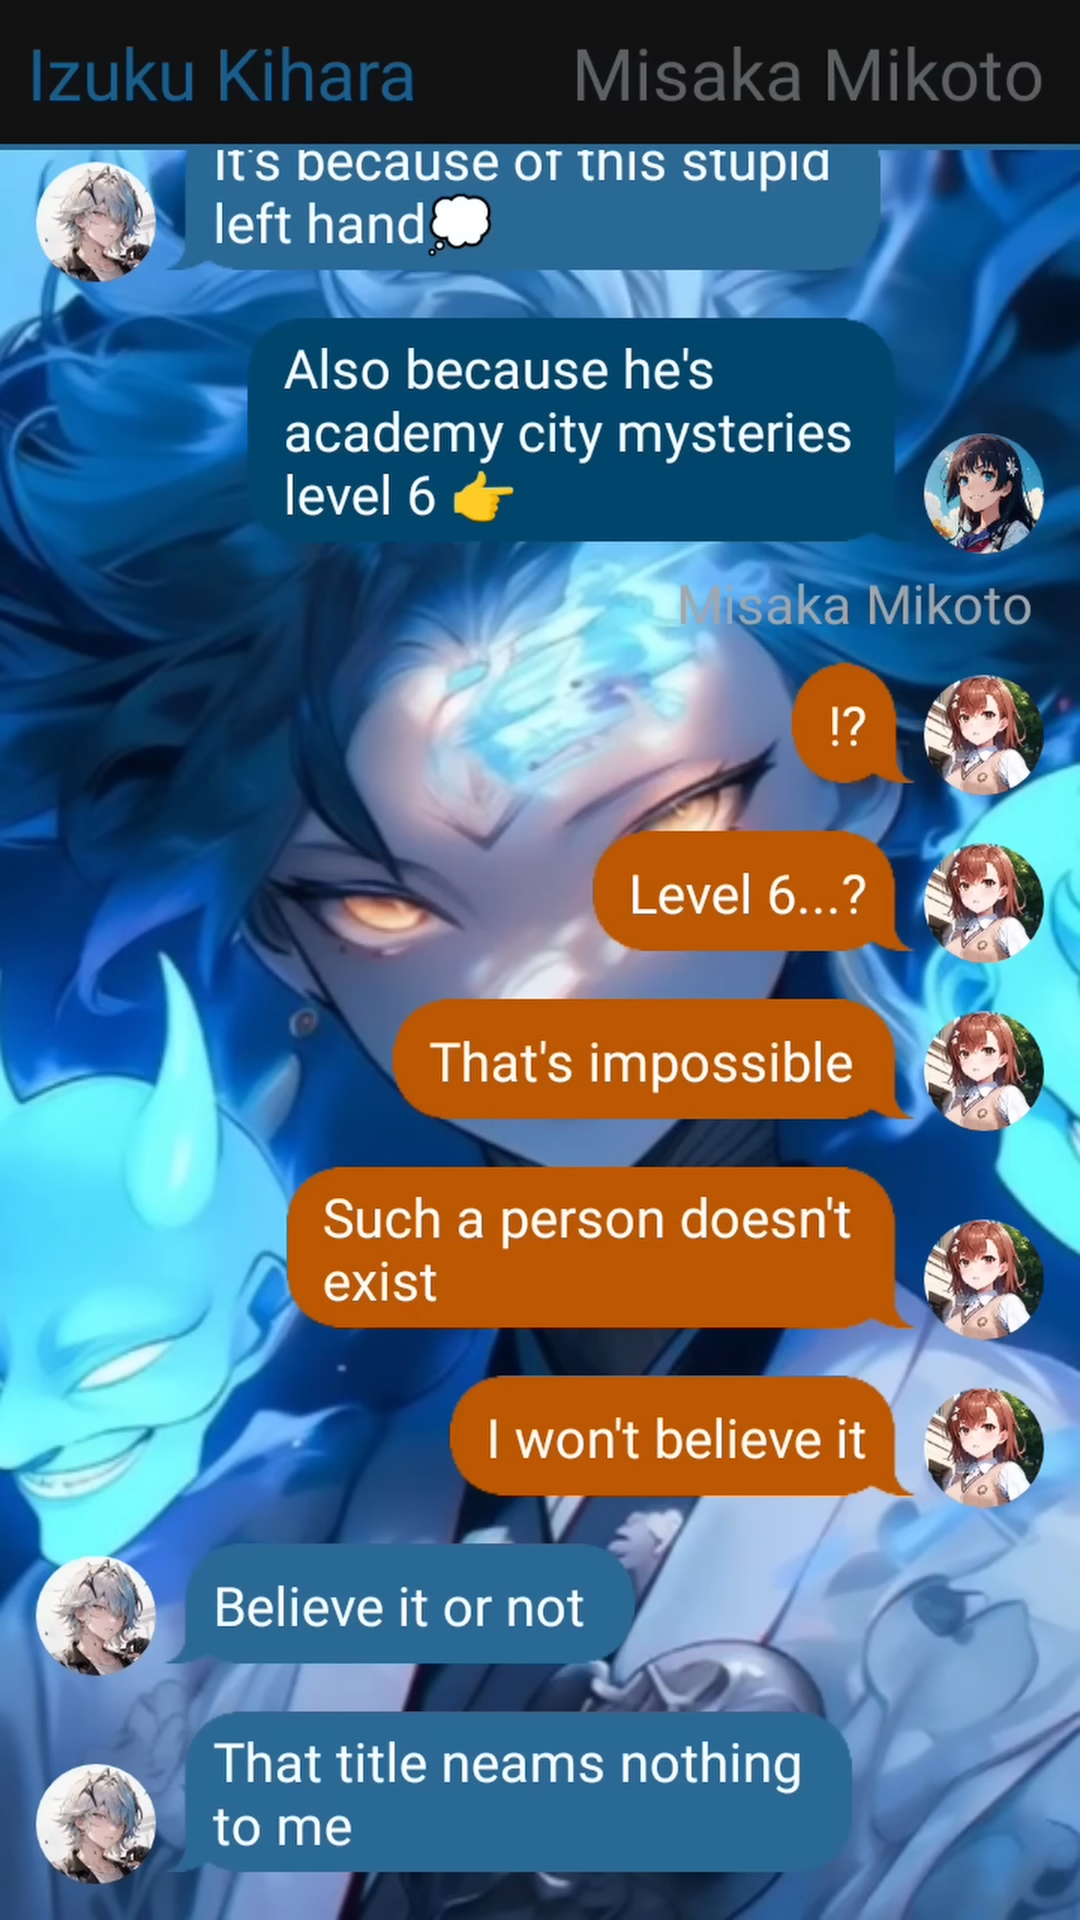 Izuku Kihara Misaka Mikoto
It's because of this stupid
left hand💭
Also because he's
academy city mysteries
level 6 👉
Misaka Mikoto
!?
Level 6...?
That's impossible
Such a person doesn't
exist
I won't believe it
Believe it or not
That title neams nothing
to me